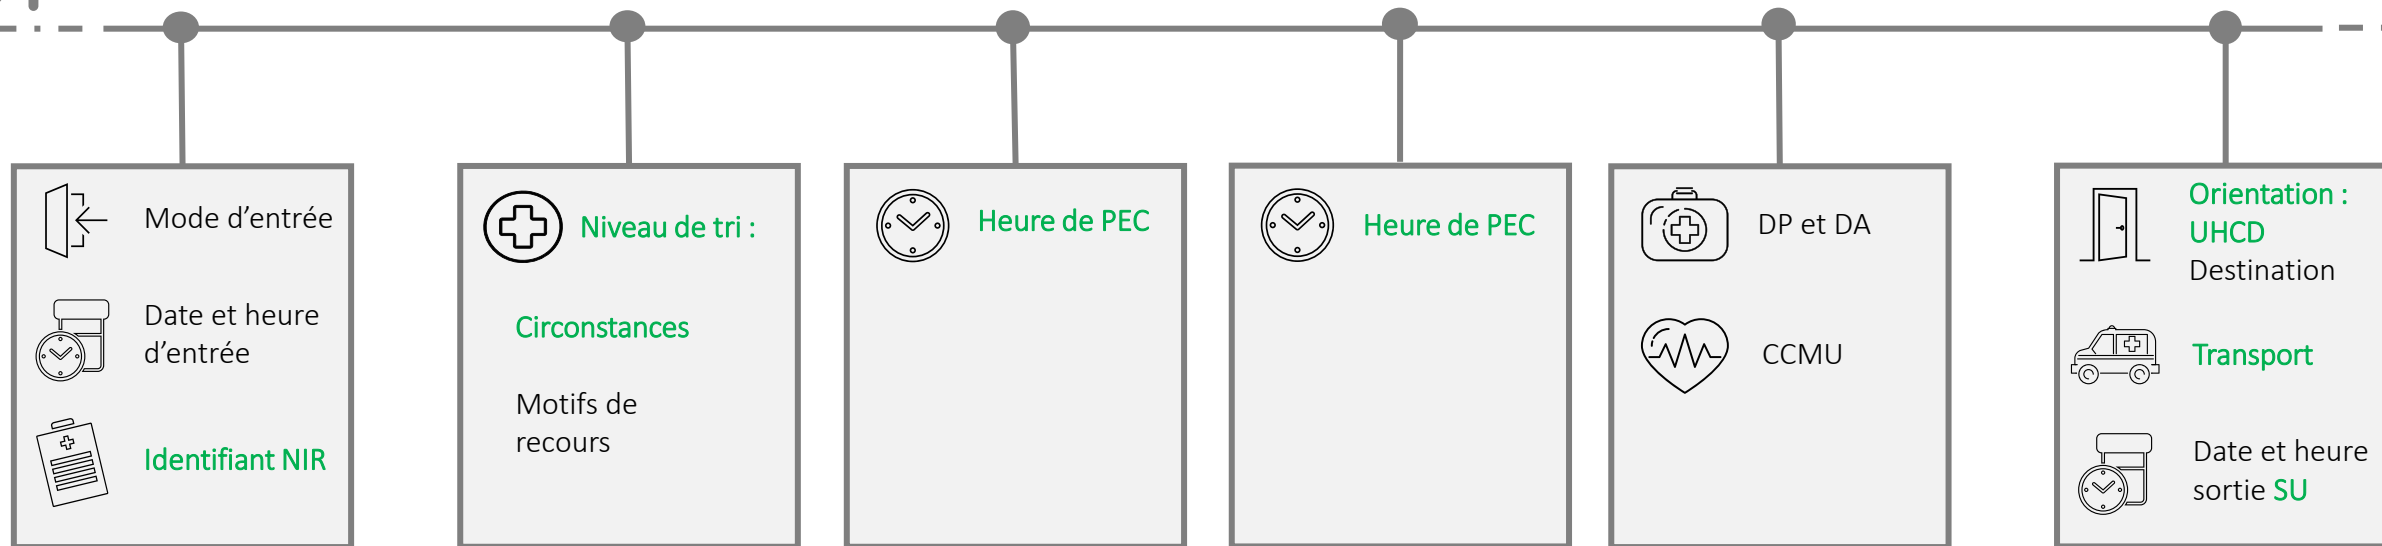 Mode d’entrée
Date et heure
d’entrée
Identifiant NIR
Niveau de tri :
Circonstances
Motifs de
recours
Heure de PEC
Heure de PEC
DP et DA
CCMU
Orientation :
UHCD
Destination
Transport
Date et heure
sortie SU